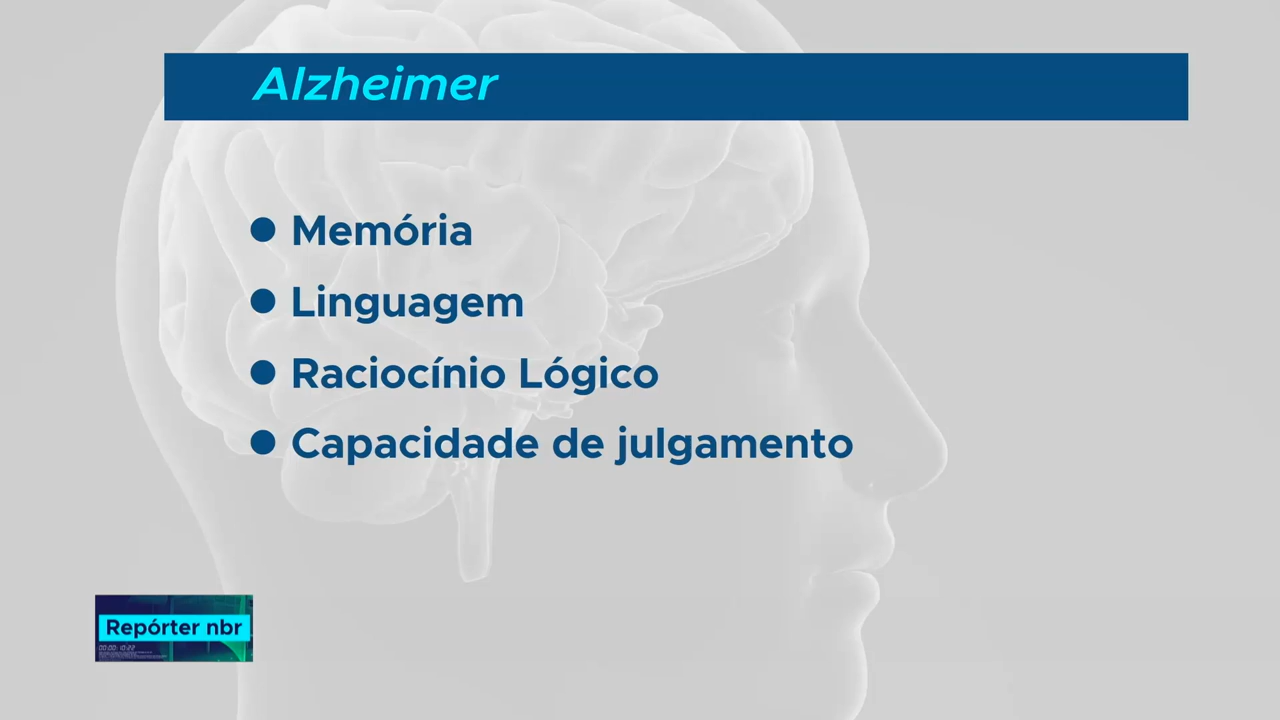 Alzheimer
● Memória
● Linguagem
● Raciocínio Lógico
● Capacidade de julgamento
Repórter nbr